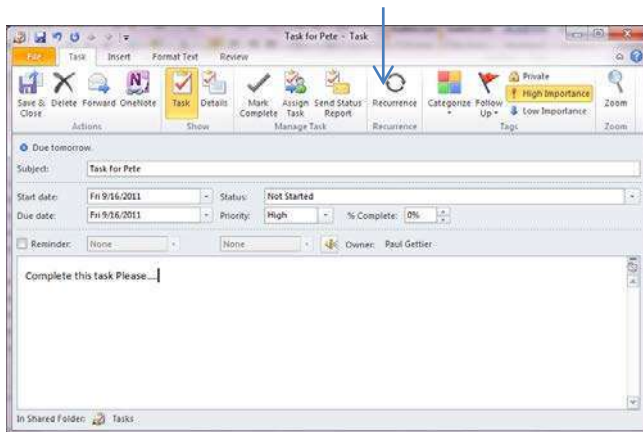 Task for Pete - Task
File Task Insert Format Text Review
Save & Close Delete Forward OneNote Task Details Mark Complete Assign Task Send Status Report Recurrence Categorize Follow Up Private High Importance Low Importance Zoom
Actions Show Manage Task Recurrence Tags Zoom
Due tomorrow.
Subject: Task for Pete
Start date: Fri 9/16/2011 Status: Not Started
Due date: Fri 9/16/2011 Priority: High % Complete: 0%
Reminder: None None Owner: Paul Gettier
Complete this task Please....
In Shared Folder: Tasks